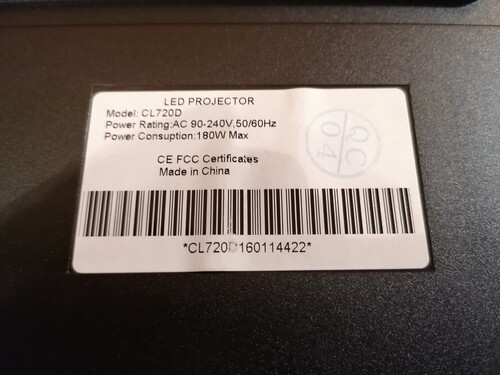 LED PROJECTOR
Model: CL720D
Power Rating:AC 90-240V,50/60Hz
Power Consuption:180W Max
QC
04
CE FCC Certificates
Made in China
*CL720D160114422*